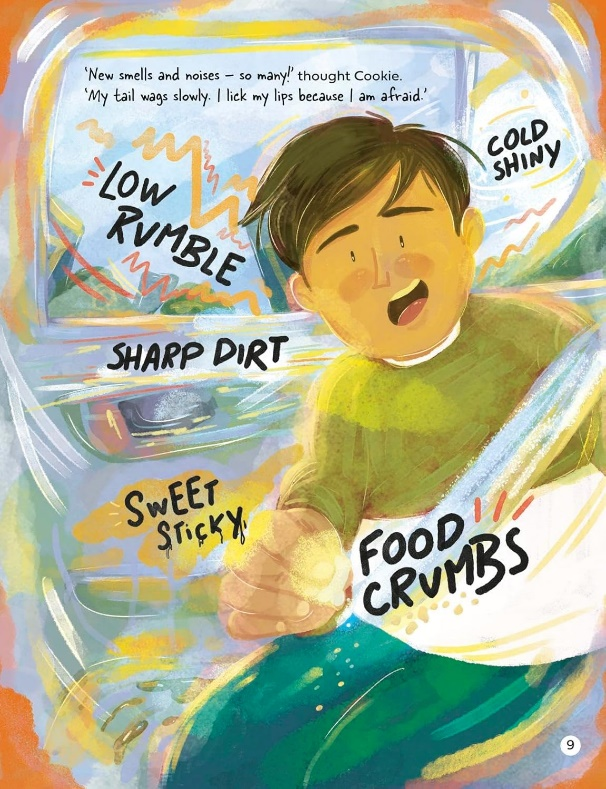 ‘New smells and noises – so many!’ thought Cookie.
‘My tail wags slowly. I lick my lips because I am afraid.’
COLD
SHINY
LOW
RUMBLE
SHARP DIRT
SWEET
STICKY
FOOD
CRUMBS
9